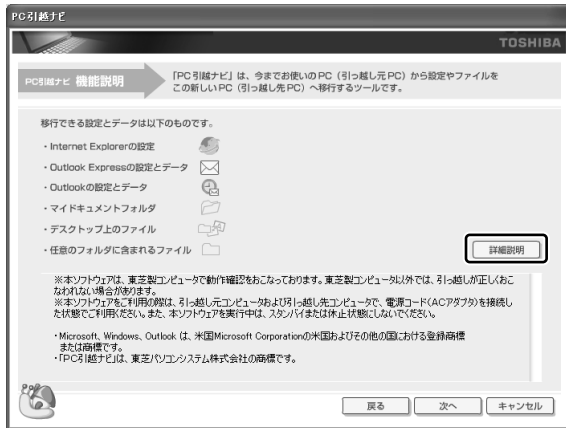 PC引越ナビ
TOSHIBA
PC引越ナビ 機能説明
「PC引越ナビ」は、今までお使いのPC（引っ越し元PC）から設定やファイルを
この新しいPC（引っ越し先PC）へ移行するツールです。
移行できる設定とデータは以下のものです。
・Internet Explorerの設定
・Outlook Expressの設定とデータ
・Outlookの設定とデータ
・マイドキュメントフォルダ
・デスクトップ上のファイル
・任意のフォルダに含まれるファイル
詳細説明
※本ソフトウェアは、東芝製コンピュータで動作確認をおこなっております。東芝製コンピュータ以外では、引っ越しが正しくおこ
なわれない場合があります。
※本ソフトウェアをご利用の際は、引っ越し元コンピュータおよび引っ越し先コンピュータで、電源コード(ACアダプタ)を接続し
た状態でご利用ください。また、本ソフトウェアを実行中は、スタンバイまたは休止状態にしないでください。
・Microsoft、Windows、Outlook は、米国Microsoft Corporationの米国およびその他の国における登録商標
または商標です。
・「PC引越ナビ」は、東芝パソコンシステム株式会社の商標です。
戻る
次へ
キャンセル